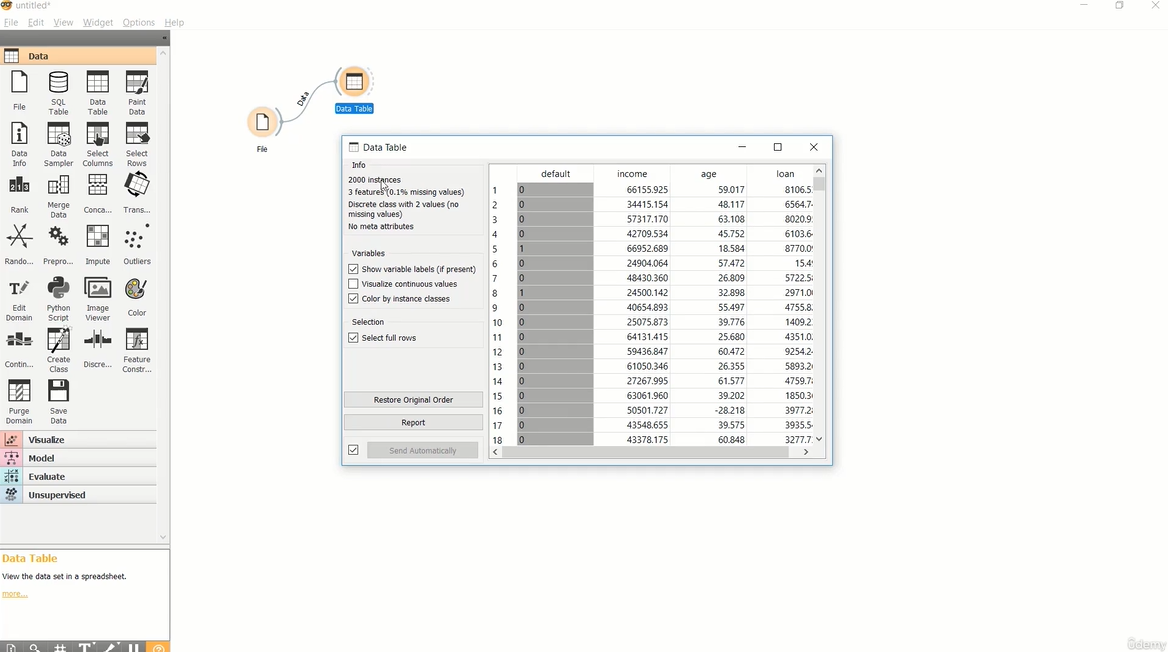 untitled*
File Edit View Widget Options Help
Data
File
SQL Table
Data Table
Paint Data
Data Info
Data Sampler
Select Columns
Select Rows
Rank
Merge Data
Conca...
Trans...
Rando...
Prepro...
Impute
Outliers
Edit Domain
Python Script
Image Viewer
Color
Contin...
Create Class
Discre...
Feature Constr...
Purge Domain
Save Data
Visualize
Model
Evaluate
Unsupervised
Data Table
View the data set in a spreadsheet.
more...
File
Data
Data Table
Data Table
Info
2000 instances
3 features (0.1% missing values)
Discrete class with 2 values (no
missing values)
No meta attributes
Variables
Show variable labels (if present)
Visualize continuous values
Color by instance classes
Selection
Select full rows
Restore Original Order
Report
Send Automatically
default income age loan
1 0 66155.925 59.017 8106.5
2 0 34415.154 48.117 6564.7
3 0 57317.170 63.108 8020.9
4 0 42709.534 45.752 6103.6
5 1 66952.689 18.584 8770.0
6 0 24904.064 57.472 15.4
7 0 48430.360 26.809 5722.5
8 1 24500.142 32.898 2971.0
9 0 40654.893 55.497 4755.8
10 0 25075.873 39.776 1409.2
11 0 64131.415 25.680 4351.0
12 0 59436.847 60.472 9254.2
13 0 61050.346 26.355 5893.2
14 0 27267.995 61.577 4759.7
15 0 63061.960 39.202 1850.3
16 0 50501.727 -28.218 3977.2
17 0 43548.655 39.575 3935.5
18 0 43378.175 60.848 3277.7
Udemy